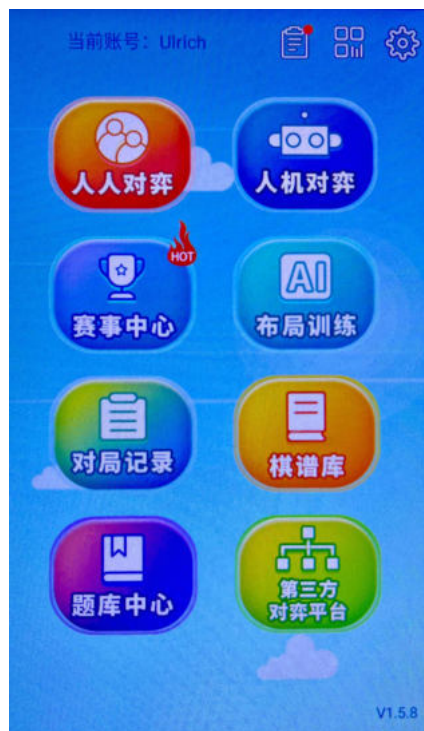 当前账号：Ulrich
人人对弈
人机对弈
HOT
赛事中心
AI
布局训练
对局记录
棋谱库
题库中心
第三方
对弈平台
V1.5.8